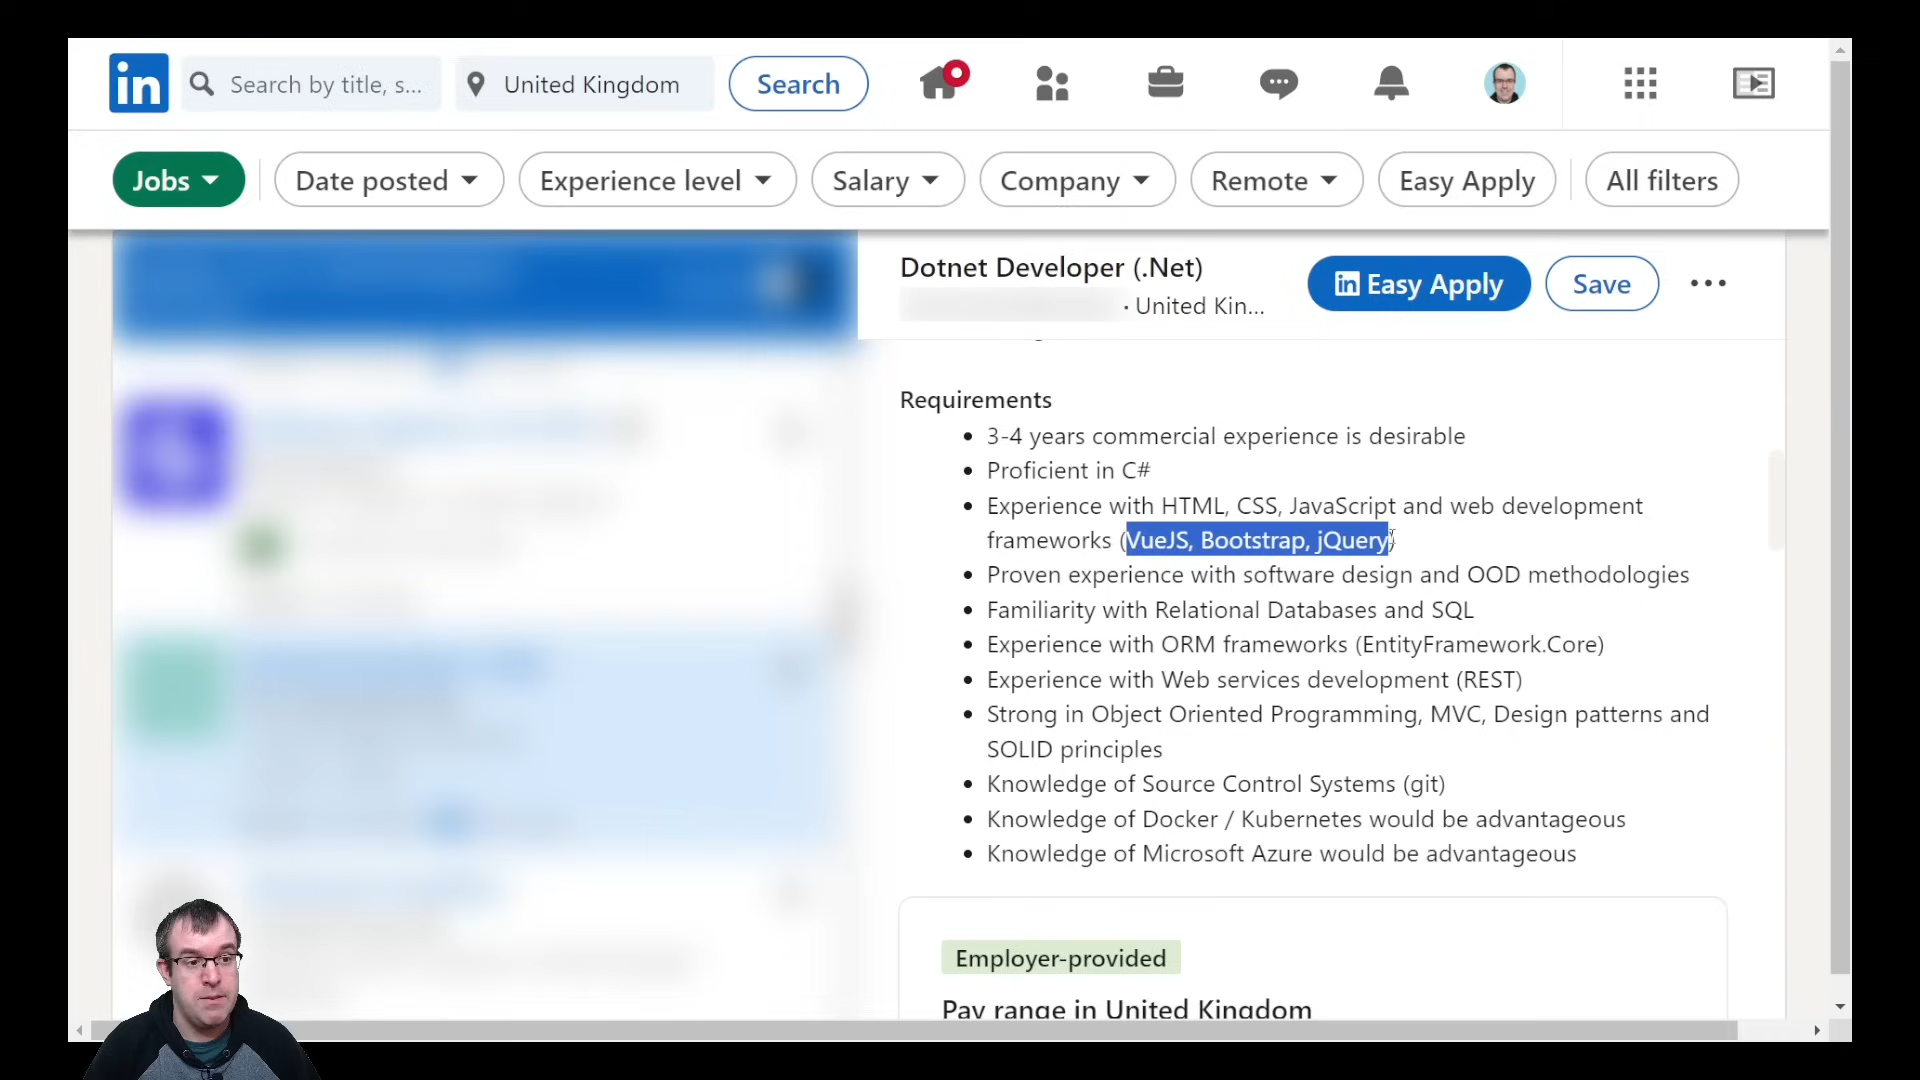 in
Search by title, s...
United Kingdom
Search
Jobs
Date posted
Experience level
Salary
Company
Remote
Easy Apply
All filters
Dotnet Developer (.Net)
· United Kin...
in Easy Apply
Save
Requirements
• 3-4 years commercial experience is desirable
• Proficient in C#
• Experience with HTML, CSS, JavaScript and web development
frameworks (VueJS, Bootstrap, jQuery)
• Proven experience with software design and OOD methodologies
• Familiarity with Relational Databases and SQL
• Experience with ORM frameworks (EntityFramework.Core)
• Experience with Web services development (REST)
• Strong in Object Oriented Programming, MVC, Design patterns and
SOLID principles
• Knowledge of Source Control Systems (git)
• Knowledge of Docker / Kubernetes would be advantageous
• Knowledge of Microsoft Azure would be advantageous
Employer-provided
Pay range in United Kingdom